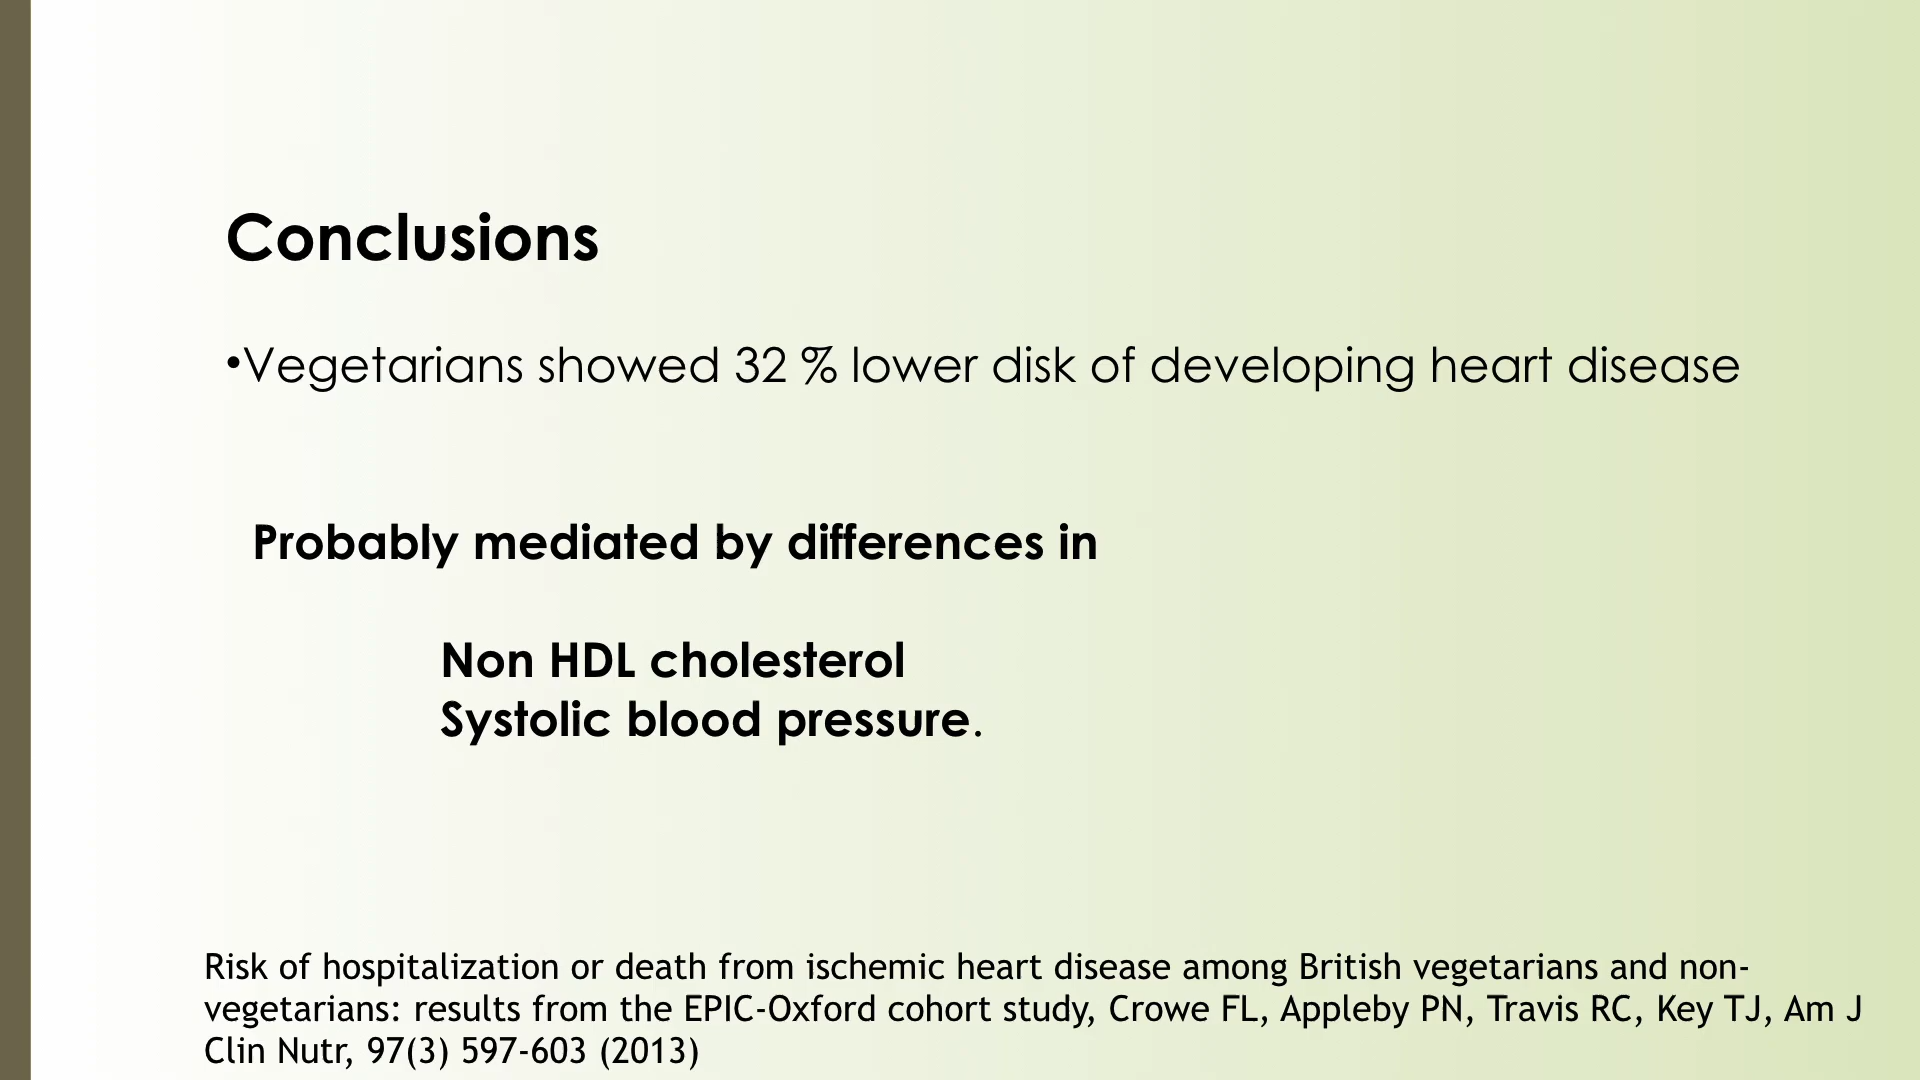 Conclusions
•Vegetarians showed 32 % lower disk of developing heart disease
Probably mediated by differences in
Non HDL cholesterol
Systolic blood pressure.
Risk of hospitalization or death from ischemic heart disease among British vegetarians and non-
vegetarians: results from the EPIC-Oxford cohort study, Crowe FL, Appleby PN, Travis RC, Key TJ, Am J
Clin Nutr, 97(3) 597-603 (2013)